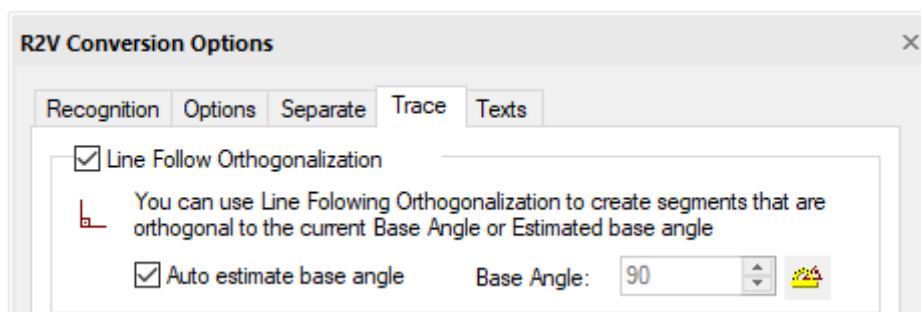 R2V Conversion Options
Recognition Options Separate Trace Texts
Line Follow Orthogonalization
You can use Line Folowing Orthogonalization to create segments that are
orthogonal to the current Base Angle or Estimated base angle
Auto estimate base angle Base Angle: 90